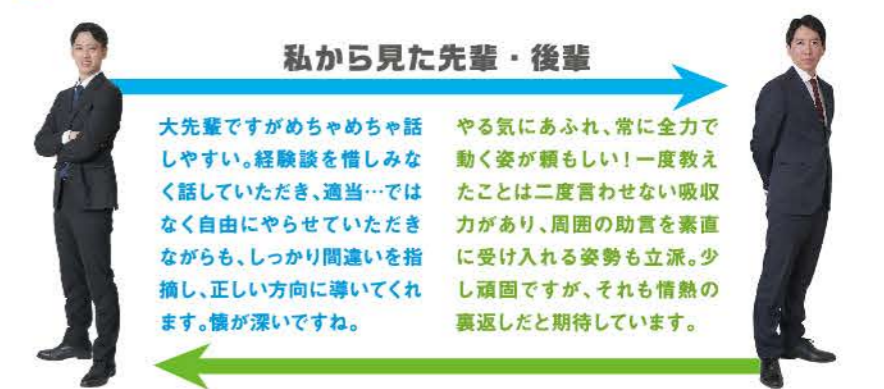 私から見た先輩・後輩
大先輩ですがめちゃめちゃ話
しやすい。経験談を惜しみな
く話していただき、適当…では
なく自由にやらせていただき
ながらも、しっかり間違いを指
摘し、正しい方向に導いてくれ
ます。懐が深いですね。
やる気にあふれ、常に全力で
動く姿が頼もしい！一度教え
たことは二度言わせない吸収
力があり、周囲の助言を素直
に受け入れる姿勢も立派。少
し頑固ですが、それも情熱の
裏返しだと期待しています。